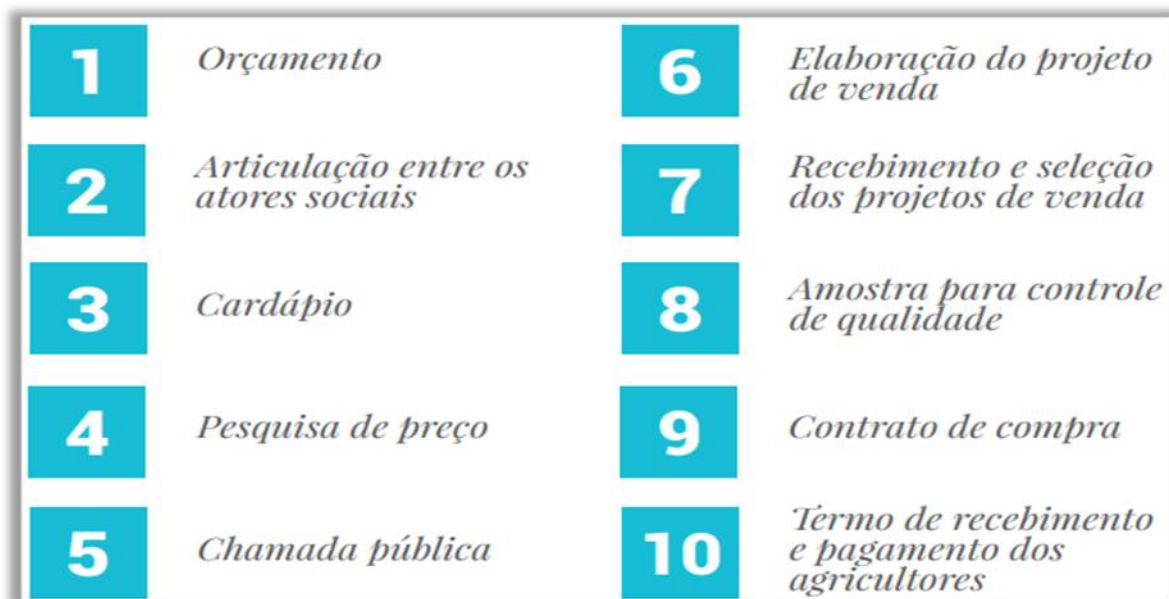 1
Orçamento
2
Articulação entre os
atores sociais
3
Cardápio
4
Pesquisa de preço
5
Chamada pública
6
Elaboração do projeto
de venda
7
Recebimento e seleção
dos projetos de venda
8
Amostra para controle
de qualidade
9
Contrato de compra
10
Termo de recebimento
e pagamento dos
agricultores